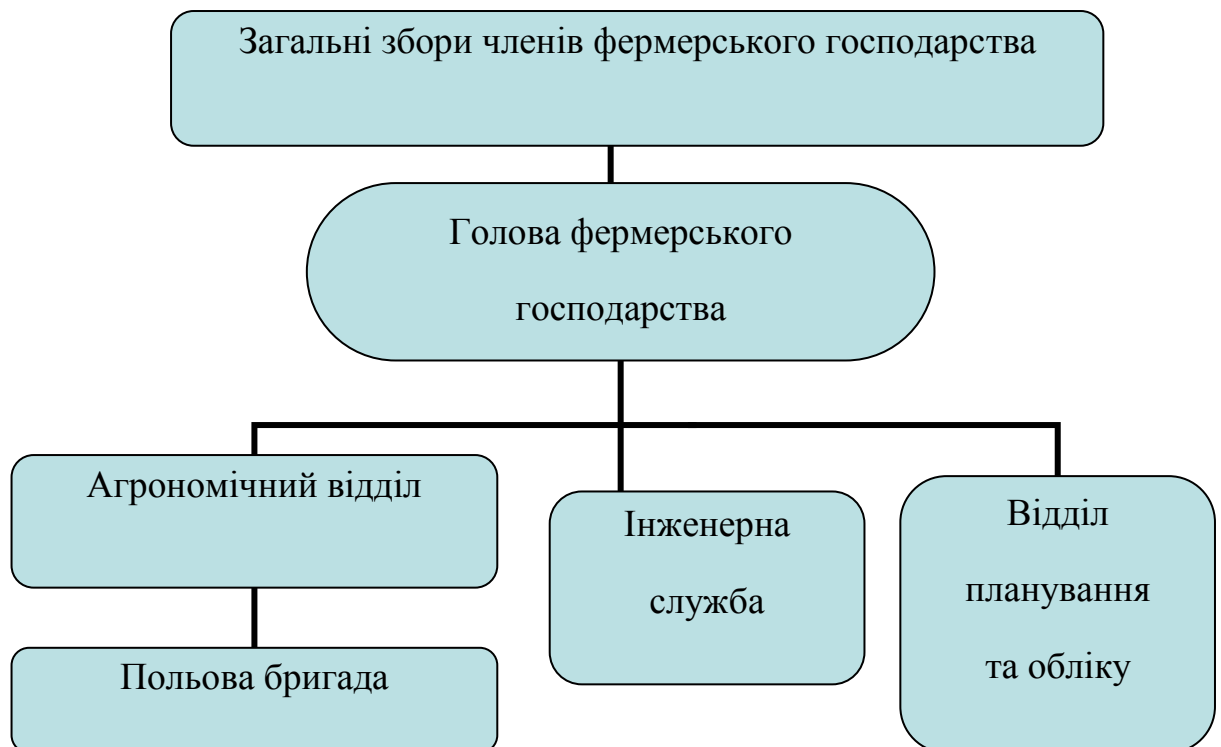 Загальні збори членів фермерського господарства
Голова фермерського
господарства
Агрономічний відділ
Інженерна
служба
Відділ
планування
та обліку
Польова бригада